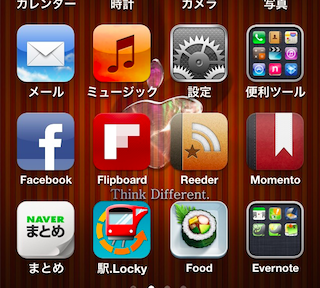 カレンダー 時計 カメラ 写真
メール ミュージック 設定 便利ツール
Facebook Flipboard Reeder Momento
Think Different.
NAVER
まとめ
まとめ 駅.Locky Food Evernote